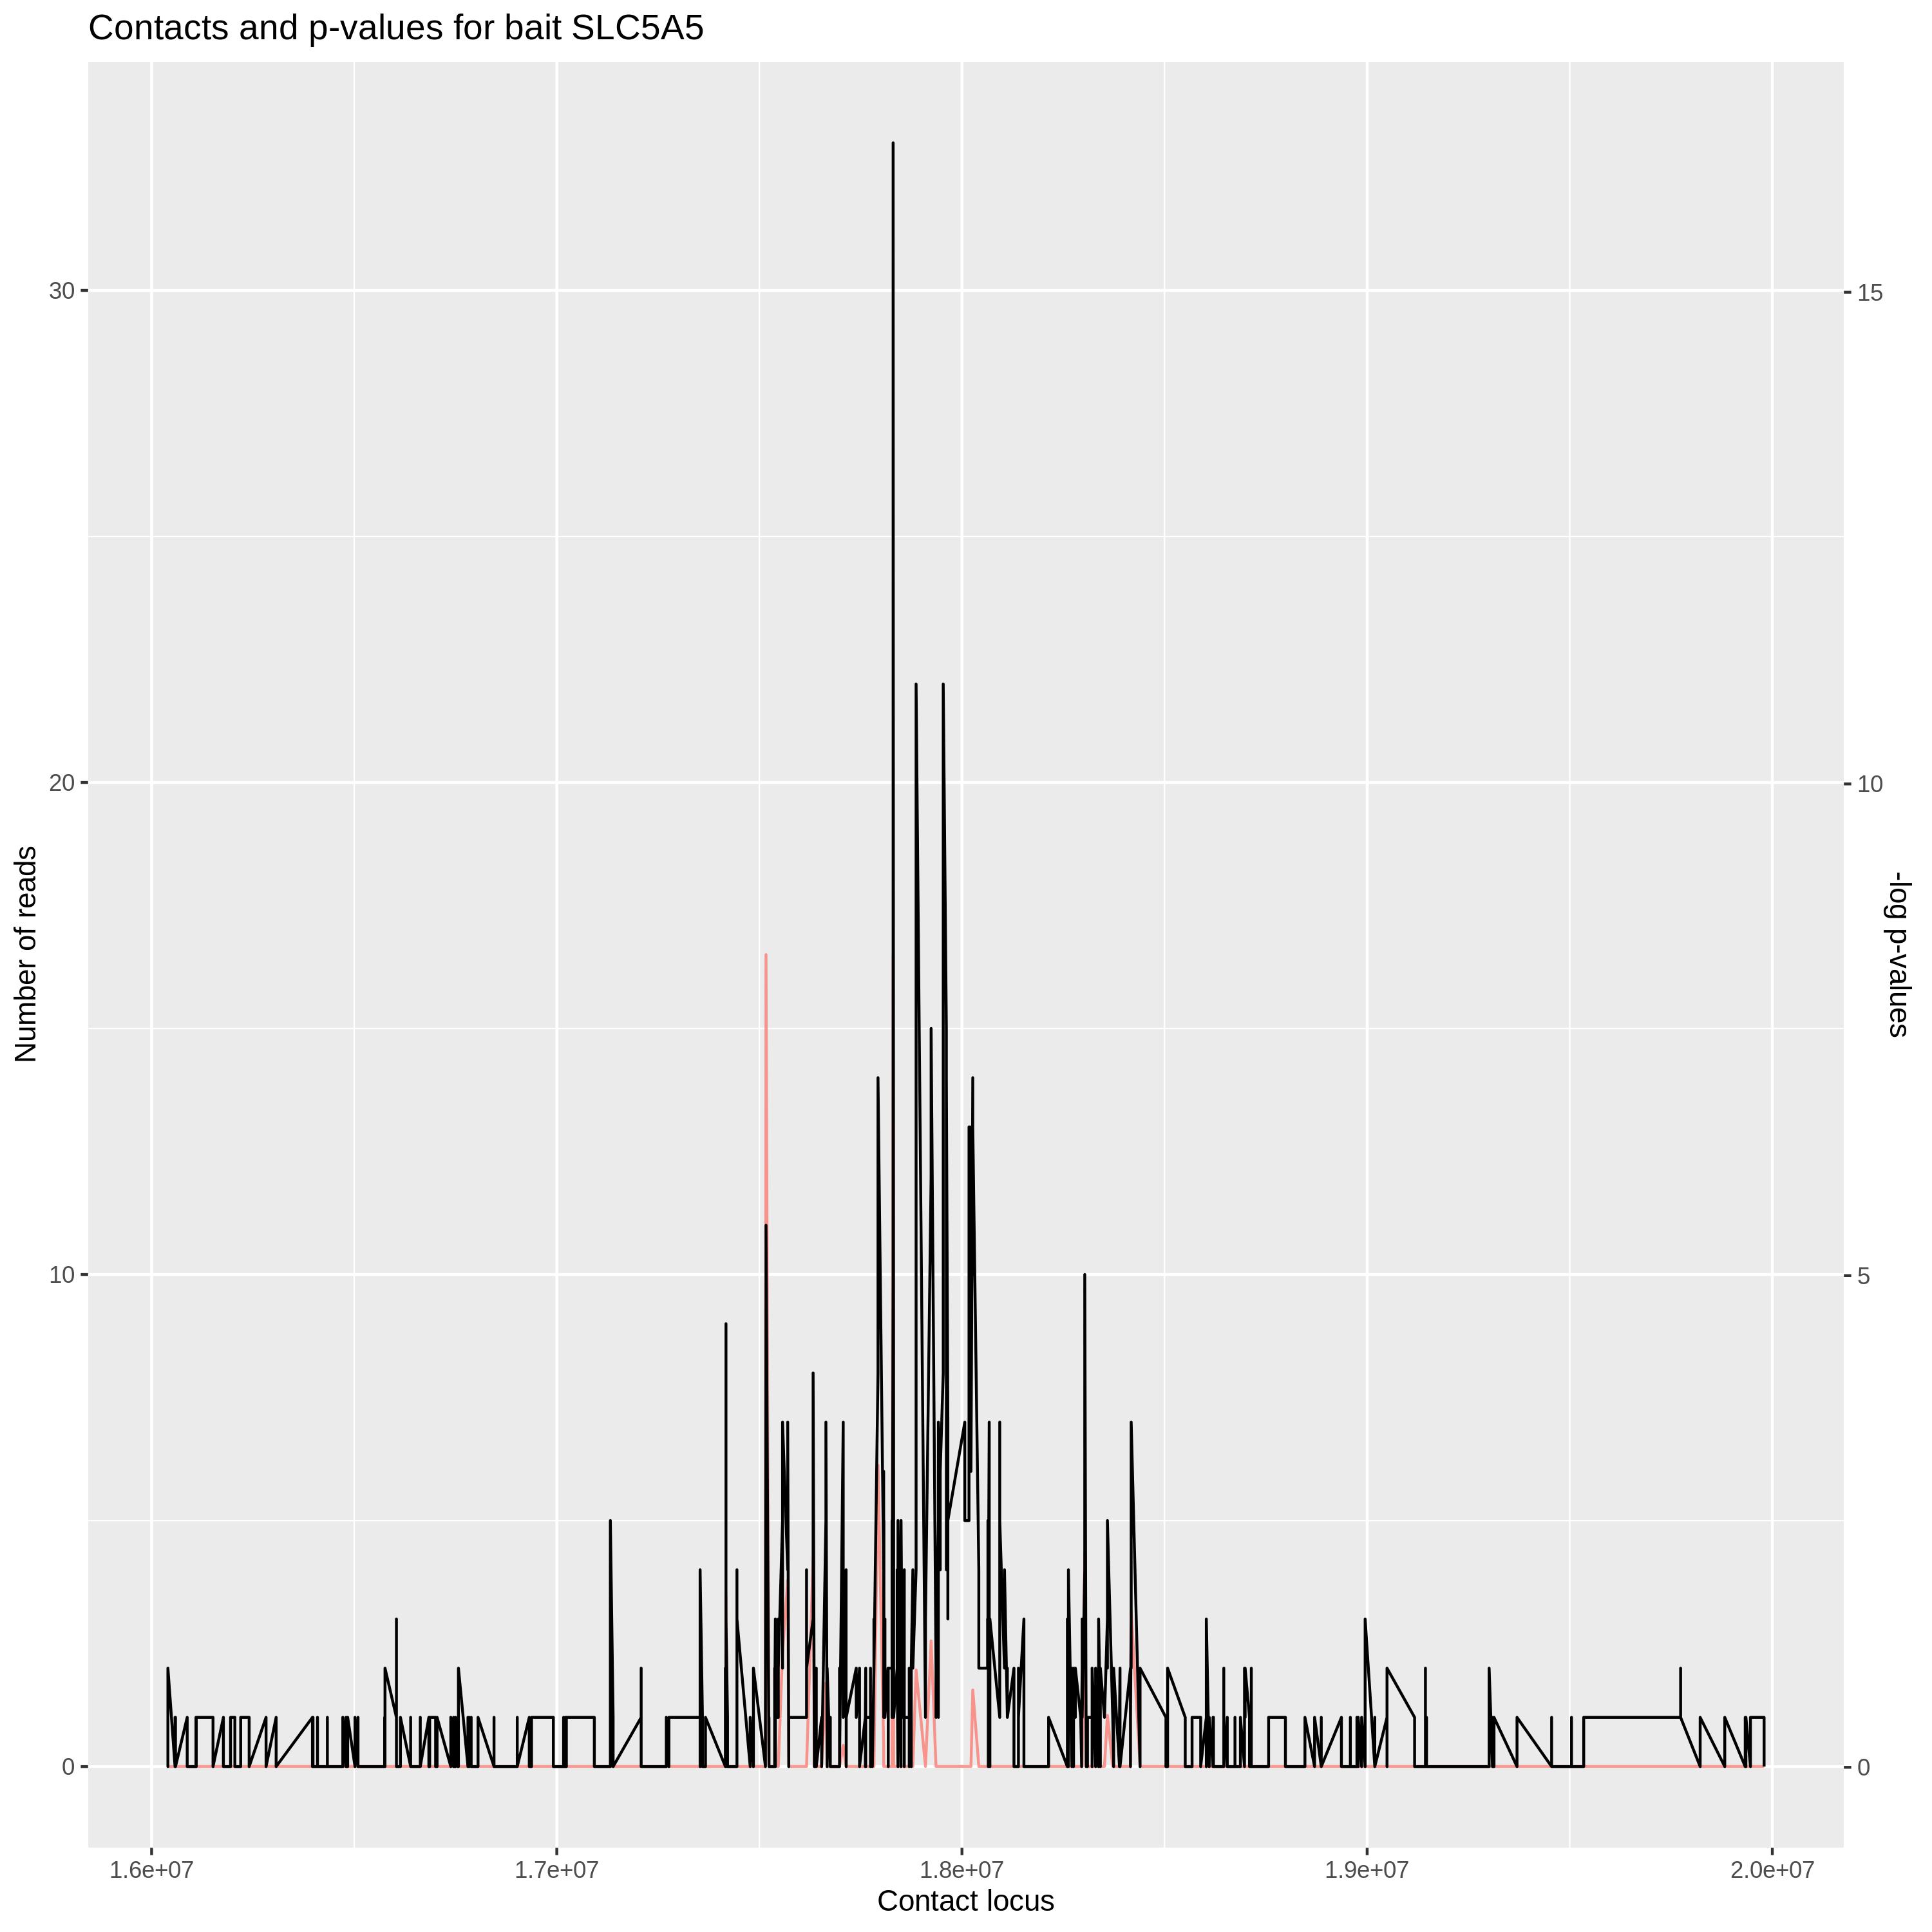 Contacts and p-values for bait SLC5A5
30
20
10
0
Number of reads
15
10
5
0
-log p-values
1.6e+07 1.7e+07 1.8e+07 1.9e+07 2.0e+07
Contact locus